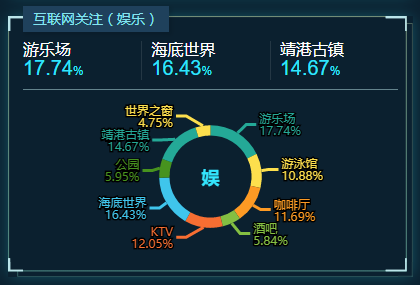 互联网关注（娱乐）
游乐场 海底世界 靖港古镇
17.74% 16.43% 14.67%
世界之窗
4.75%
游乐场
17.74%
靖港古镇
14.67%
游泳馆
10.88%
公园
5.95%
娱
海底世界
16.43%
咖啡厅
11.69%
酒吧
5.84%
KTV
12.05%